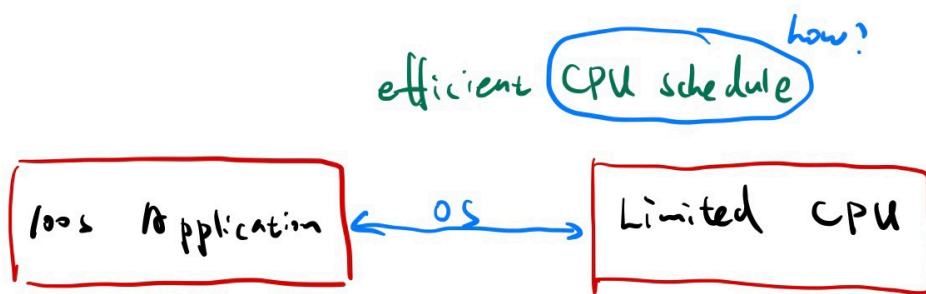 how?
efficient CPU schedule
100s Application
OS
Limited CPU